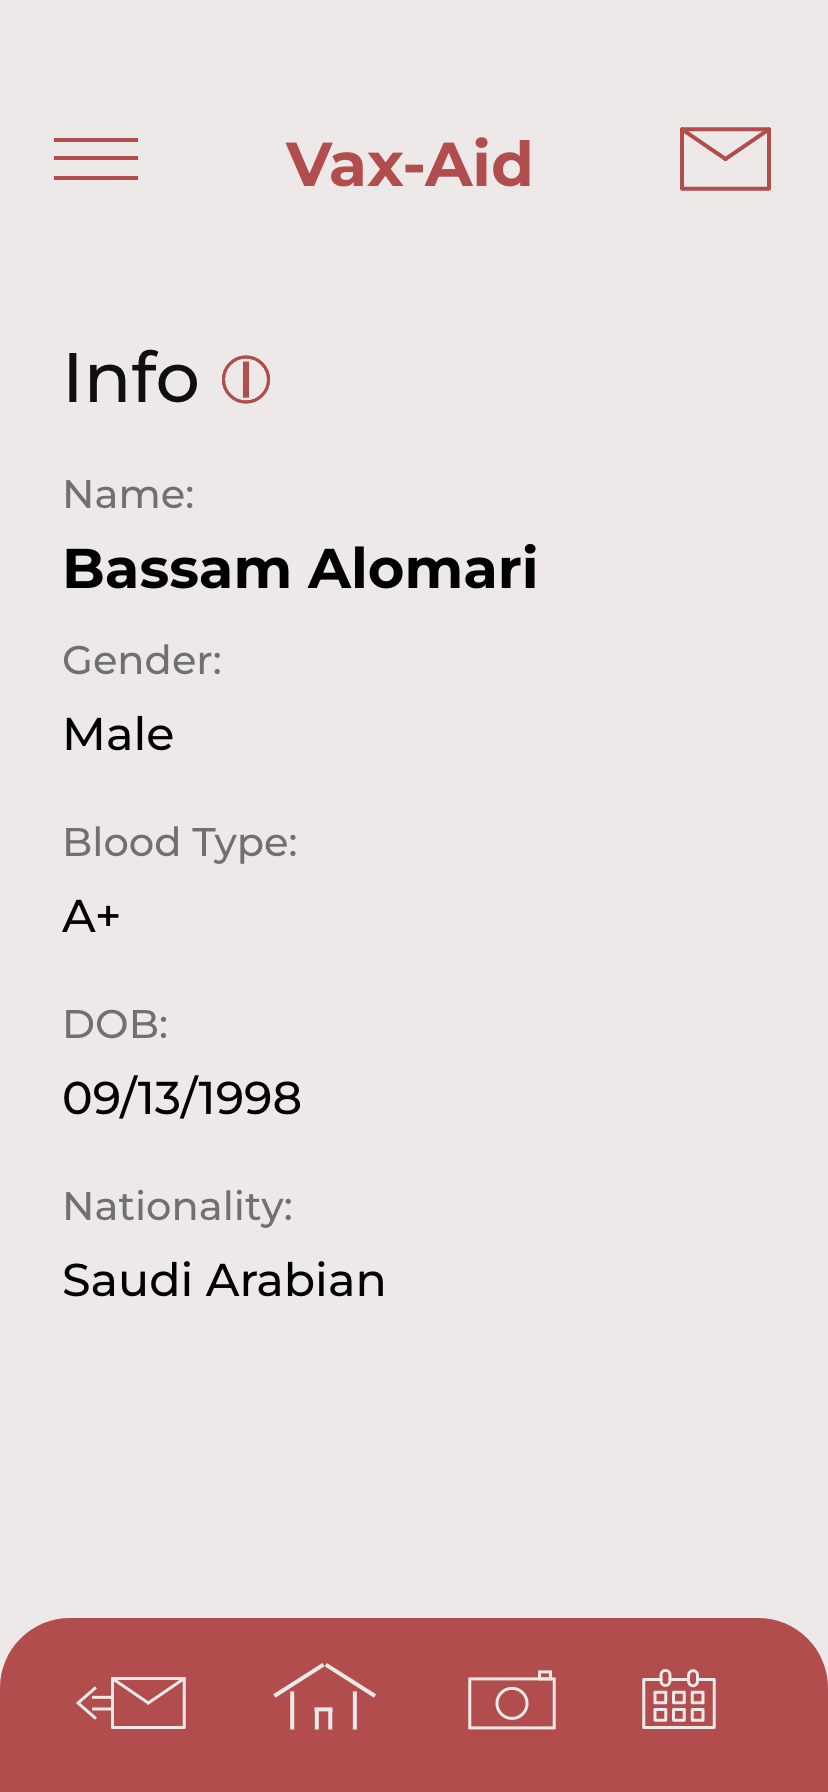 Vax-Aid
Info
Name:
Bassam Alomari
Gender:
Male
Blood Type:
A+
DOB:
09/13/1998
Nationality:
Saudi Arabian